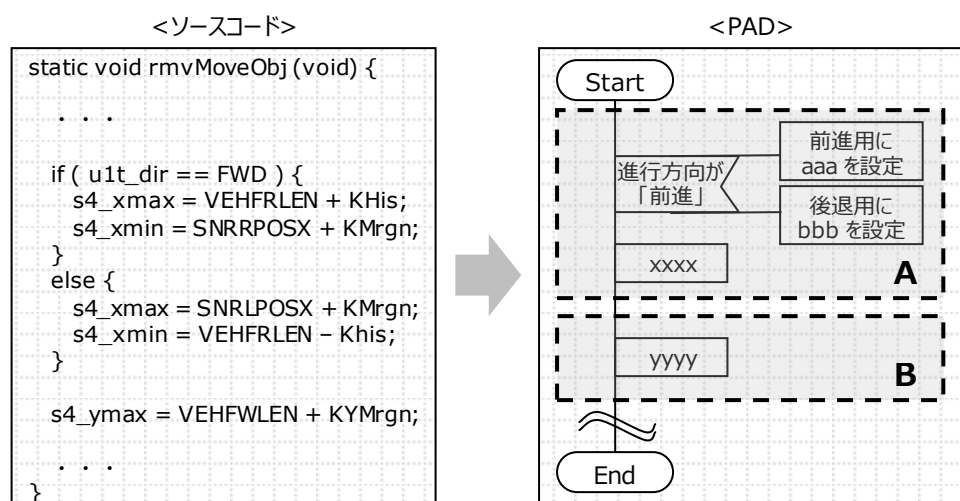 <ソースコード>
static void rmvMoveObj(void) {
. . .
if ( u1t_dir == FWD ) {
s4_xmax = VEHFRLEN + KHis;
s4_xmin = SNRRPOSX + KMrgn;
}
else {
s4_xmax = SNRLPOSX + KMrgn;
s4_xmin = VEHFRLEN – Khis;
}
s4_ymax = VEHFWLEN + KYMrgn;
. . .
}
<PAD>
Start
進行方向が
「前進」
前進用に
aaa を設定
後退用に
bbb を設定
xxxx
A
yyyy
B
End